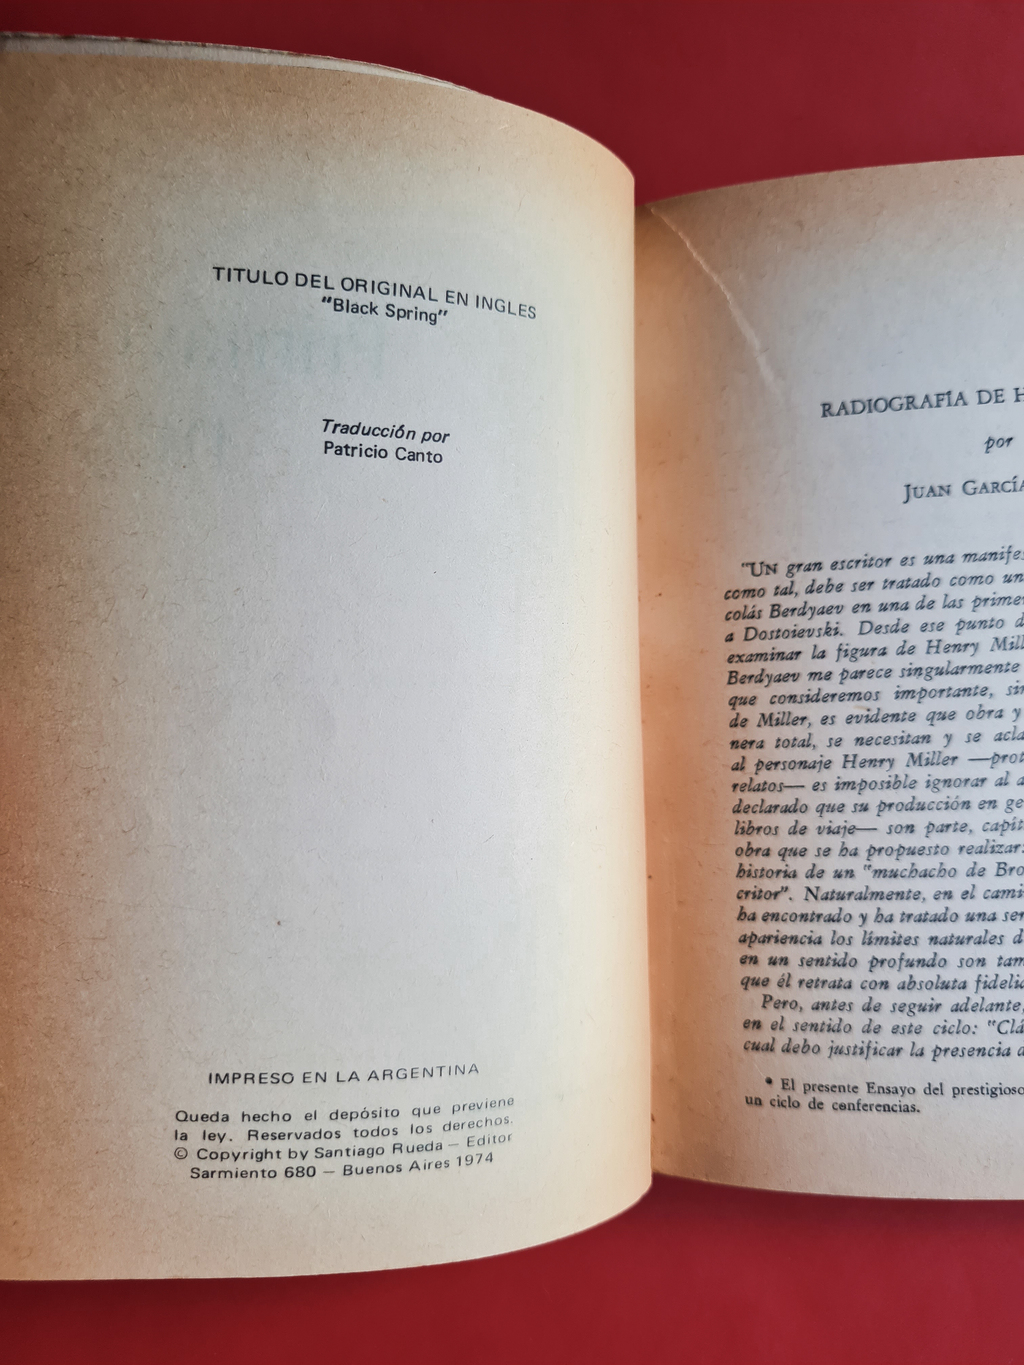 TITULO DEL ORIGINAL EN INGLES
"Black Spring"
Traducción por
Patricio Canto
IMPRESO EN LA ARGENTINA
Queda hecho el depósito que previene
la ley. Reservados todos los derechos.
© Copyright by Santiago Rueda — Editor
Sarmiento 680 — Buenos Aires 1974
RADIOGRAFÍA DE H
por
JUAN GARCÍA
"UN gran escritor es una manifes
como tal, debe ser tratado como un
colás Berdyaev en una de las prime
a Dostoievski. Desde ese punto d
examinar la figura de Henry Mill
Berdyaev me parece singularmente
que consideremos importante, sin
de Miller, es evidente que obra y
nera total, se necesitan y se acla
al personaje Henry Miller —prot
relatos— es imposible ignorar al a
declarado que su producción en ge
libros de viaje— son parte, capít
obra que se ha propuesto realizar:
historia de un "muchacho de Bro
critor". Naturalmente, en el cami
ha encontrado y ha tratado una ser
apariencia los límites naturales d
en un sentido profundo son tam
que él retrata con absoluta fidelid
Pero, antes de seguir adelante,
en el sentido de este ciclo: "Clá
cual debo justificar la presencia d
* El presente Ensayo del prestigioso
un ciclo de conferencias.